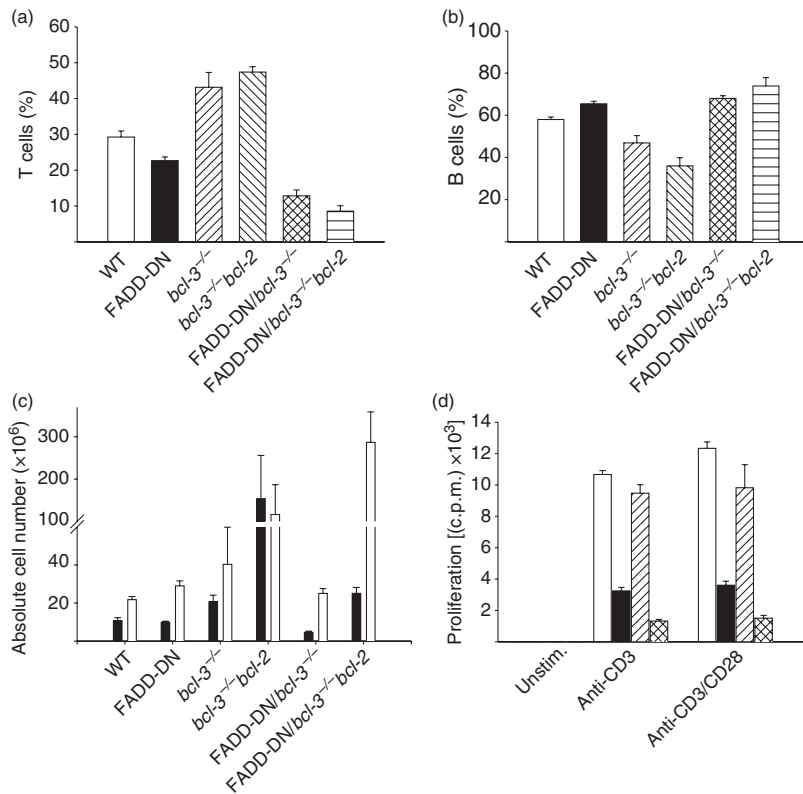 (a)
60
50
40
30
20
10
T cells (%)
WT
FADD-DN
bcl-3⁻/⁻
bcl-3⁻/⁻bcl-2
FADD-DN/bcl-3⁻/⁻
FADD-DN/bcl-3⁻/⁻bcl-2
(b)
100
80
60
40
20
B cells (%)
WT
FADD-DN
bcl-3⁻/⁻
bcl-3⁻/⁻bcl-2
FADD-DN/bcl-3⁻/⁻
FADD-DN/bcl-3⁻/⁻bcl-2
(c)
300
200
100
40
20
Absolute cell number (×10⁶)
WT
FADD-DN
bcl-3⁻/⁻
bcl-3⁻/⁻bcl-2
FADD-DN/bcl-3⁻/⁻
FADD-DN/bcl-3⁻/⁻bcl-2
(d)
14
12
10
8
6
4
2
Proliferation [(c.p.m.) ×10³]
Unstim.
Anti-CD3
Anti-CD3/CD28